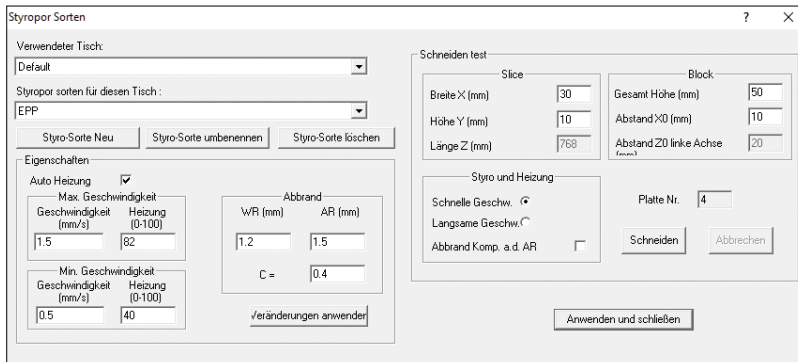 Styropor Sorten
?
Verwendeter Tisch:
Default
Styropor sorten für diesen Tisch :
EPP
Styro-Sorte Neu
Styro-Sorte umbenennen
Styro-Sorte löschen
Eigenschaften
Auto Heizung
Max. Geschwindigkeit
Geschwindigkeit (mm/s)
Heizung (0-100)
1.5
82
Min. Geschwindigkeit
Geschwindigkeit (mm/s)
Heizung (0-100)
0.5
40
Abbrand
WR (mm)
AR (mm)
1.2
1.5
C =
0.4
Veränderungen anwender
Schneiden test
Slice
Breite X (mm)
30
Höhe Y (mm)
10
Länge Z (mm)
768
Block
Gesamt Höhe (mm)
50
Abstand X0 (mm)
10
Abstand Z0 linke Achse (mm)
20
Styro und Heizung
Schnelle Geschw.
Langsame Geschw.
Abbrand Komp. a.d. AR
Platte Nr.
4
Schneiden
Abbrechen
Anwenden und schließen